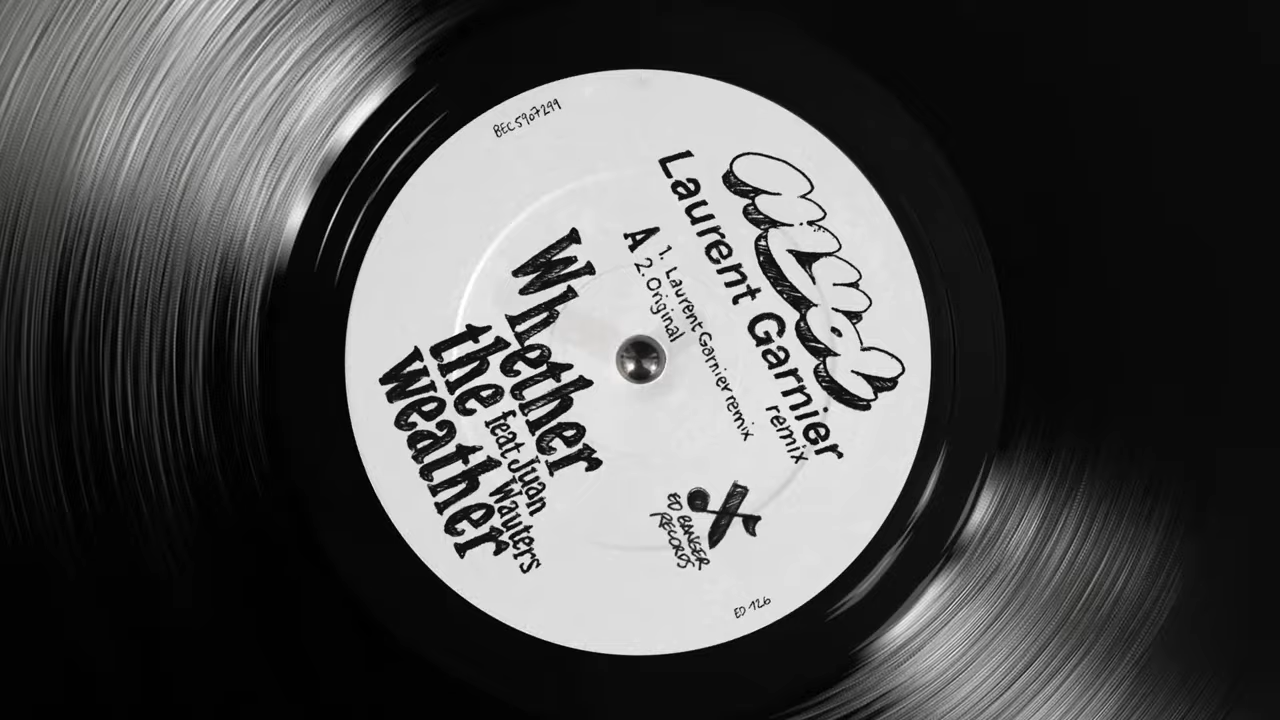 BEC5907299
Laurent Garnier
remix
A 1. Laurent Garnier remix
2. Original
Whether
the feat Juan Wauters
weather
ED BANGER
RECORDS
ED 126